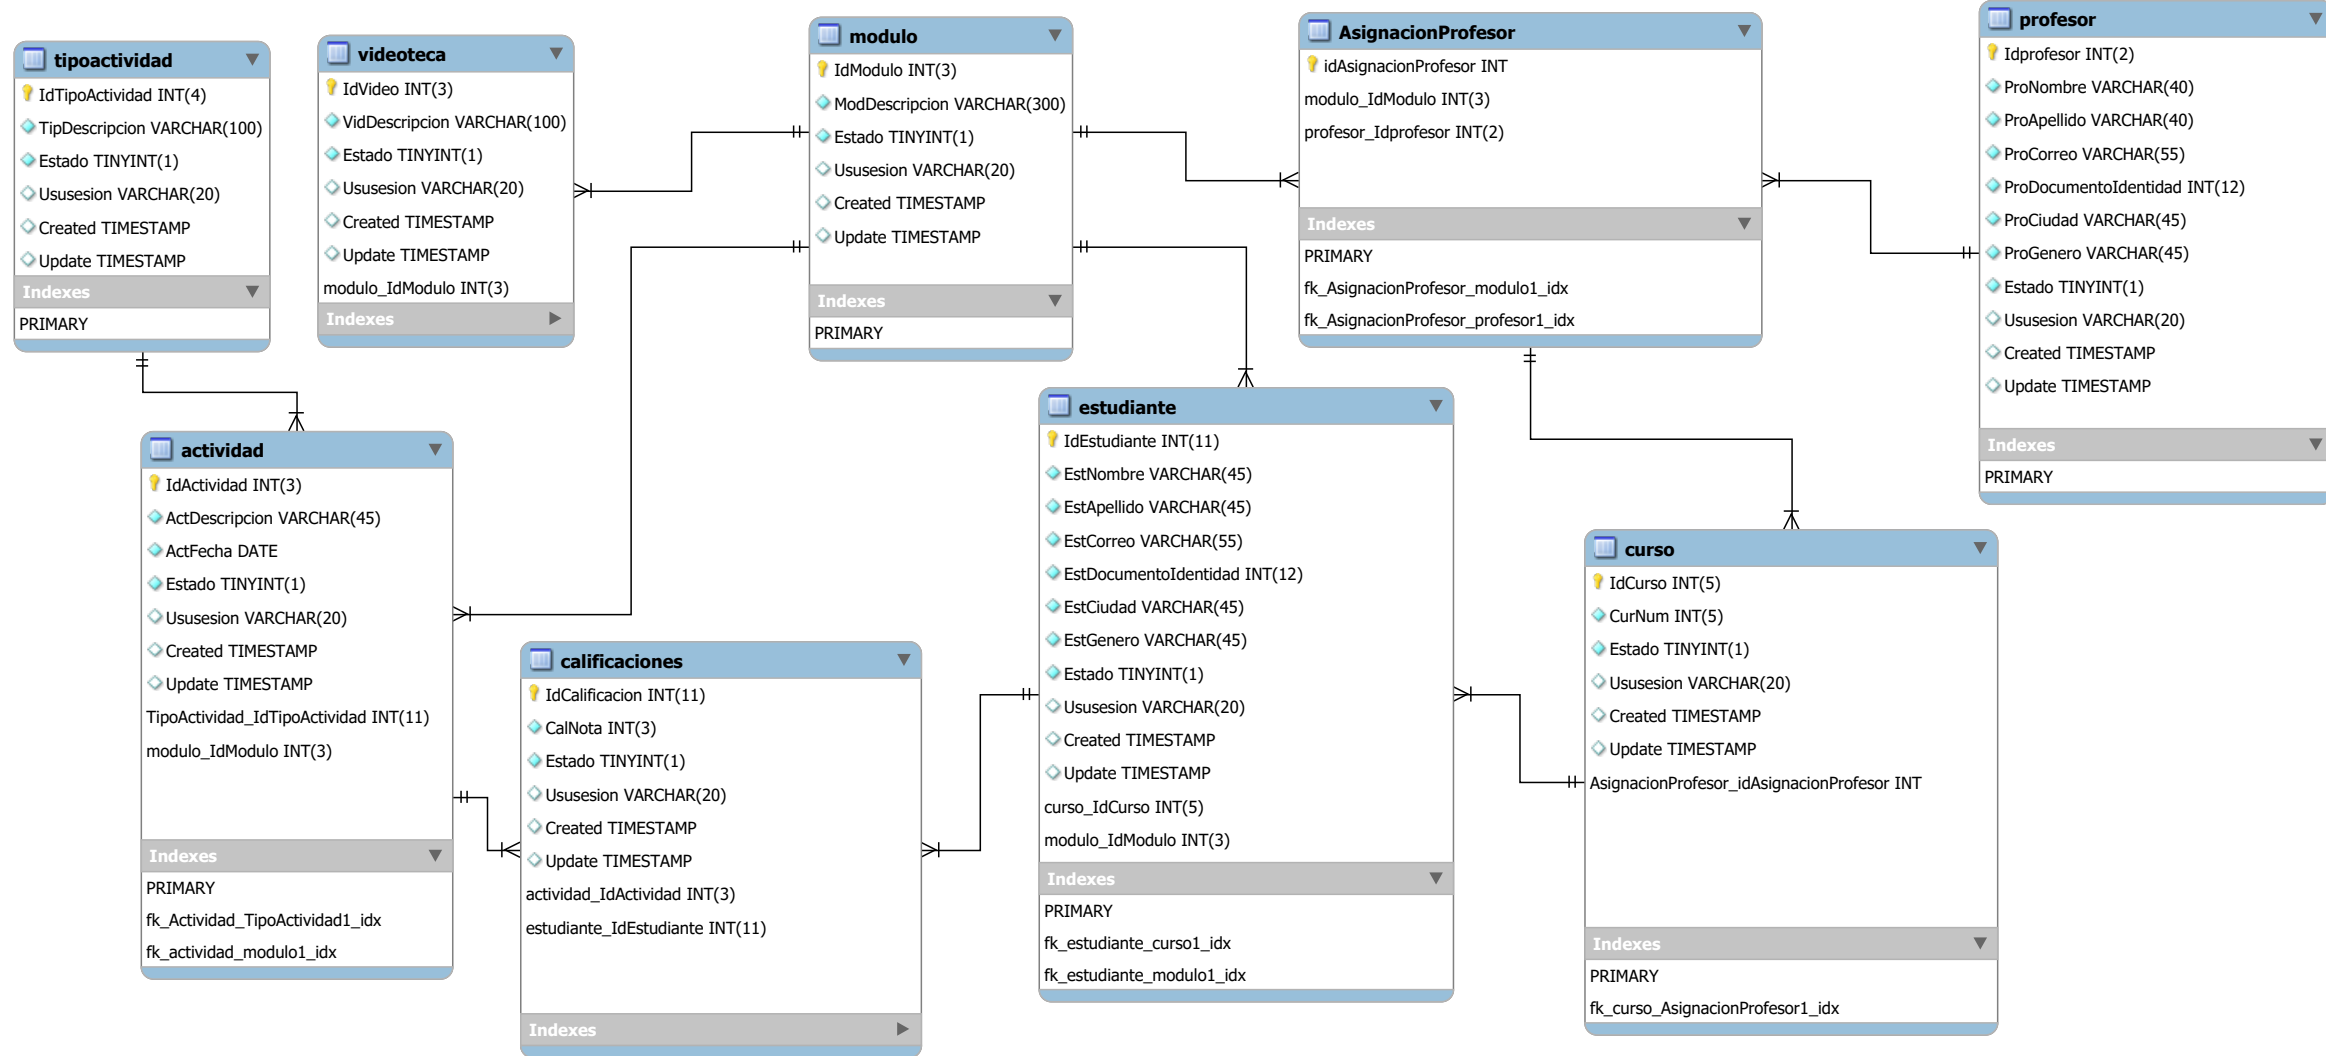 tipoactividad
IdTipoActividad INT(4)
TipDescripcion VARCHAR(100)
Estado TINYINT(1)
Ususesion VARCHAR(20)
Created TIMESTAMP
Update TIMESTAMP
Indexes
PRIMARY
videoteca
IdVideo INT(3)
VidDescripcion VARCHAR(100)
Estado TINYINT(1)
Ususesion VARCHAR(20)
Created TIMESTAMP
Update TIMESTAMP
modulo_IdModulo INT(3)
Indexes
modulo
IdModulo INT(3)
ModDescripcion VARCHAR(300)
Estado TINYINT(1)
Ususesion VARCHAR(20)
Created TIMESTAMP
Update TIMESTAMP
Indexes
PRIMARY
AsignacionProfesor
idAsignacionProfesor INT
modulo_IdModulo INT(3)
profesor_Idprofesor INT(2)
Indexes
PRIMARY
fk_AsignacionProfesor_modulo1_idx
fk_AsignacionProfesor_profesor1_idx
profesor
Idprofesor INT(2)
ProNombre VARCHAR(40)
ProApellido VARCHAR(40)
ProCorreo VARCHAR(55)
ProDocumentoIdentidad INT(12)
ProCiudad VARCHAR(45)
ProGenero VARCHAR(45)
Estado TINYINT(1)
Ususesion VARCHAR(20)
Created TIMESTAMP
Update TIMESTAMP
Indexes
PRIMARY
actividad
IdActividad INT(3)
ActDescripcion VARCHAR(45)
ActFecha DATE
Estado TINYINT(1)
Ususesion VARCHAR(20)
Created TIMESTAMP
Update TIMESTAMP
TipoActividad_IdTipoActividad INT(11)
modulo_IdModulo INT(3)
Indexes
PRIMARY
fk_Actividad_TipoActividad1_idx
fk_actividad_modulo1_idx
calificaciones
IdCalificacion INT(11)
CalNota INT(3)
Estado TINYINT(1)
Ususesion VARCHAR(20)
Created TIMESTAMP
Update TIMESTAMP
actividad_IdActividad INT(3)
estudiante_IdEstudiante INT(11)
Indexes
estudiante
IdEstudiante INT(11)
EstNombre VARCHAR(45)
EstApellido VARCHAR(45)
EstCorreo VARCHAR(55)
EstDocumentoIdentidad INT(12)
EstCiudad VARCHAR(45)
EstGenero VARCHAR(45)
Estado TINYINT(1)
Ususesion VARCHAR(20)
Created TIMESTAMP
Update TIMESTAMP
curso_IdCurso INT(5)
modulo_IdModulo INT(3)
Indexes
PRIMARY
fk_estudiante_curso1_idx
fk_estudiante_modulo1_idx
curso
IdCurso INT(5)
CurNum INT(5)
Estado TINYINT(1)
Ususesion VARCHAR(20)
Created TIMESTAMP
Update TIMESTAMP
AsignacionProfesor_idAsignacionProfesor INT
Indexes
PRIMARY
fk_curso_AsignacionProfesor1_idx